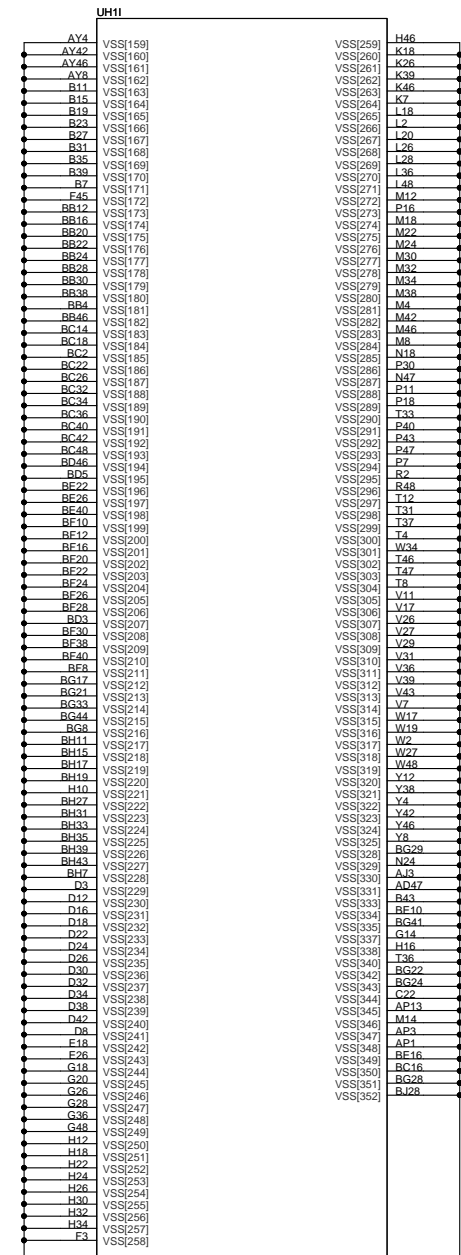 UH1I
AY4 VSS[159] VSS[259] H46
AY42 VSS[160] VSS[260] K18
AY46 VSS[161] VSS[261] K26
AY8 VSS[162] VSS[262] K39
B11 VSS[163] VSS[263] K46
B15 VSS[164] VSS[264] K7
B19 VSS[165] VSS[265] L18
B23 VSS[166] VSS[266] L2
B27 VSS[167] VSS[267] L20
B31 VSS[168] VSS[268] L26
B35 VSS[169] VSS[269] L28
B39 VSS[170] VSS[270] L36
B7 VSS[171] VSS[271] L48
F45 VSS[172] VSS[272] M12
BB12 VSS[173] VSS[273] P16
BB16 VSS[174] VSS[274] M18
BB20 VSS[175] VSS[275] M22
BB22 VSS[176] VSS[276] M24
BB24 VSS[177] VSS[277] M30
BB28 VSS[178] VSS[278] M32
BB30 VSS[179] VSS[279] M34
BB38 VSS[180] VSS[280] M38
BB4 VSS[181] VSS[281] M4
BB46 VSS[182] VSS[282] M42
BC14 VSS[183] VSS[283] M46
BC18 VSS[184] VSS[284] M8
BC2 VSS[185] VSS[285] N18
BC22 VSS[186] VSS[286] P30
BC26 VSS[187] VSS[287] N47
BC32 VSS[188] VSS[288] P11
BC34 VSS[189] VSS[289] P18
BC36 VSS[190] VSS[290] T33
BC40 VSS[191] VSS[291] P40
BC42 VSS[192] VSS[292] P43
BC48 VSS[193] VSS[293] P47
BD46 VSS[194] VSS[294] P7
BD5 VSS[195] VSS[295] R2
BE22 VSS[196] VSS[296] R48
BE26 VSS[197] VSS[297] T12
BE40 VSS[198] VSS[298] T31
BF10 VSS[199] VSS[299] T37
BF12 VSS[200] VSS[300] T4
BF16 VSS[201] VSS[301] W34
BF20 VSS[202] VSS[302] T46
BF22 VSS[203] VSS[303] T47
BF24 VSS[204] VSS[304] T8
BF26 VSS[205] VSS[305] V11
BF28 VSS[206] VSS[306] V17
BD3 VSS[207] VSS[307] V26
BF30 VSS[208] VSS[308] V27
BF38 VSS[209] VSS[309] V29
BF40 VSS[210] VSS[310] V31
BF8 VSS[211] VSS[311] V36
BG17 VSS[212] VSS[312] V39
BG21 VSS[213] VSS[313] V43
BG33 VSS[214] VSS[314] V7
BG44 VSS[215] VSS[315] W17
BG8 VSS[216] VSS[316] W19
BH11 VSS[217] VSS[317] W2
BH15 VSS[218] VSS[318] W27
BH17 VSS[219] VSS[319] W48
BH19 VSS[220] VSS[320] Y12
H10 VSS[221] VSS[321] Y38
BH27 VSS[222] VSS[322] Y4
BH31 VSS[223] VSS[323] Y42
BH33 VSS[224] VSS[324] Y46
BH35 VSS[225] VSS[325] Y8
BH39 VSS[226] VSS[328] BG29
BH43 VSS[227] VSS[329] N24
BH7 VSS[228] VSS[330] AJ3
D3 VSS[229] VSS[331] AD47
D12 VSS[230] VSS[333] B43
D16 VSS[231] VSS[334] BE10
D18 VSS[232] VSS[335] BG41
D22 VSS[233] VSS[337] G14
D24 VSS[234] VSS[338] H16
D26 VSS[235] VSS[340] T36
D30 VSS[236] VSS[342] BG22
D32 VSS[237] VSS[343] BG24
D34 VSS[238] VSS[344] C22
D38 VSS[239] VSS[345] AP13
D42 VSS[240] VSS[346] M14
D8 VSS[241] VSS[347] AP3
E18 VSS[242] VSS[348] AP1
E26 VSS[243] VSS[349] BE16
G18 VSS[244] VSS[350] BC16
G20 VSS[245] VSS[351] BG28
G26 VSS[246] VSS[352] BJ28
G28 VSS[247]
G36 VSS[248]
G48 VSS[249]
H12 VSS[250]
H18 VSS[251]
H22 VSS[252]
H24 VSS[253]
H26 VSS[254]
H30 VSS[255]
H32 VSS[256]
H34 VSS[257]
F3 VSS[258]